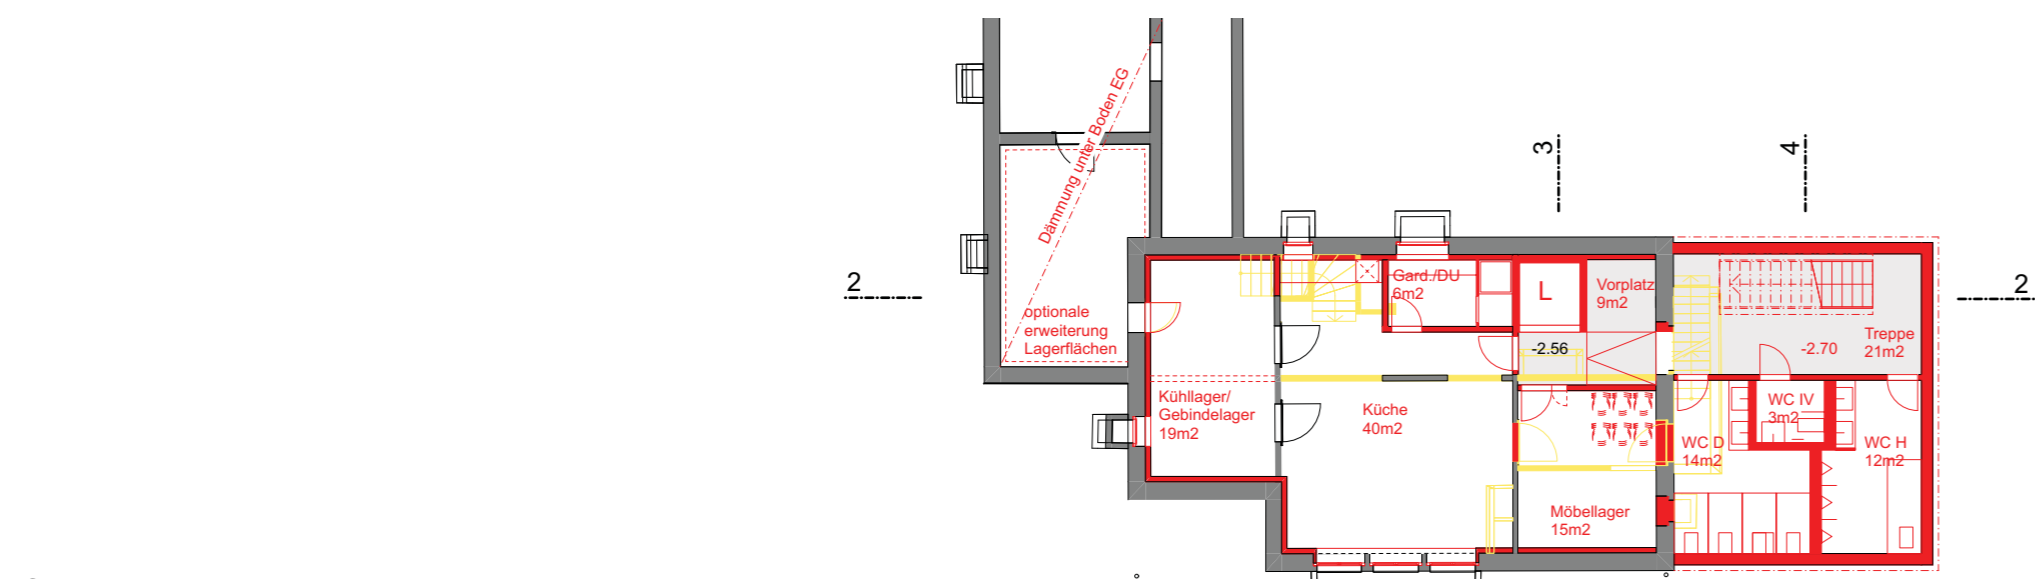 Dämmung unter Boden EG
3
4
2
2
optionale
erweiterung
Lagerflächen
Gard./DU
6m2
L
Vorplatz
9m2
-2.56
-2.70
Treppe
21m2
Kühllager/
Gebindelager
19m2
Küche
40m2
WC IV
3m2
WC D
14m2
WC H
12m2
Möbellager
15m2